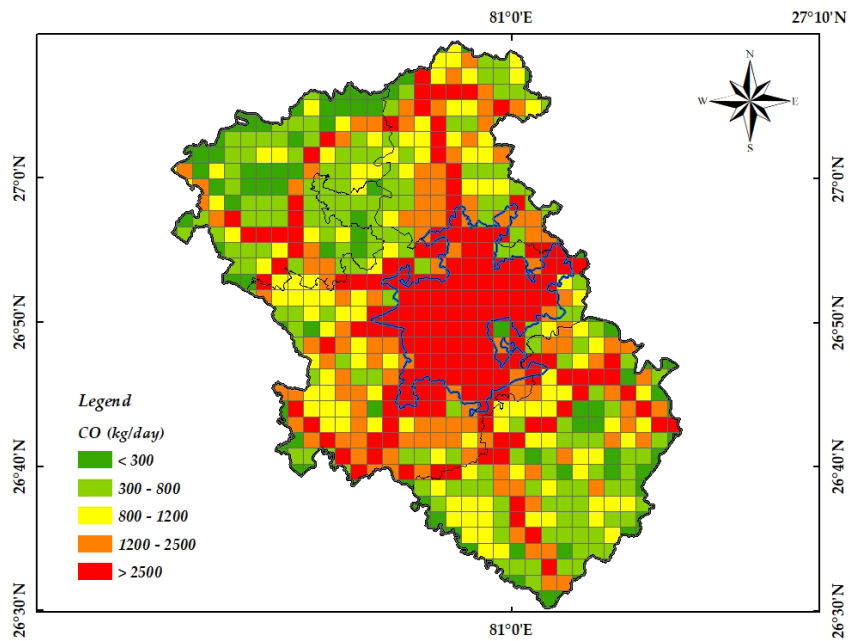 81°0'E
27°10'N
N
W
E
S
27°0'N
27°0'N
26°50'N
26°50'N
Legend
CO (kg/day)
< 300
300 - 800
800 - 1200
1200 - 2500
> 2500
26°40'N
26°40'N
26°30'N
26°30'N
81°0'E